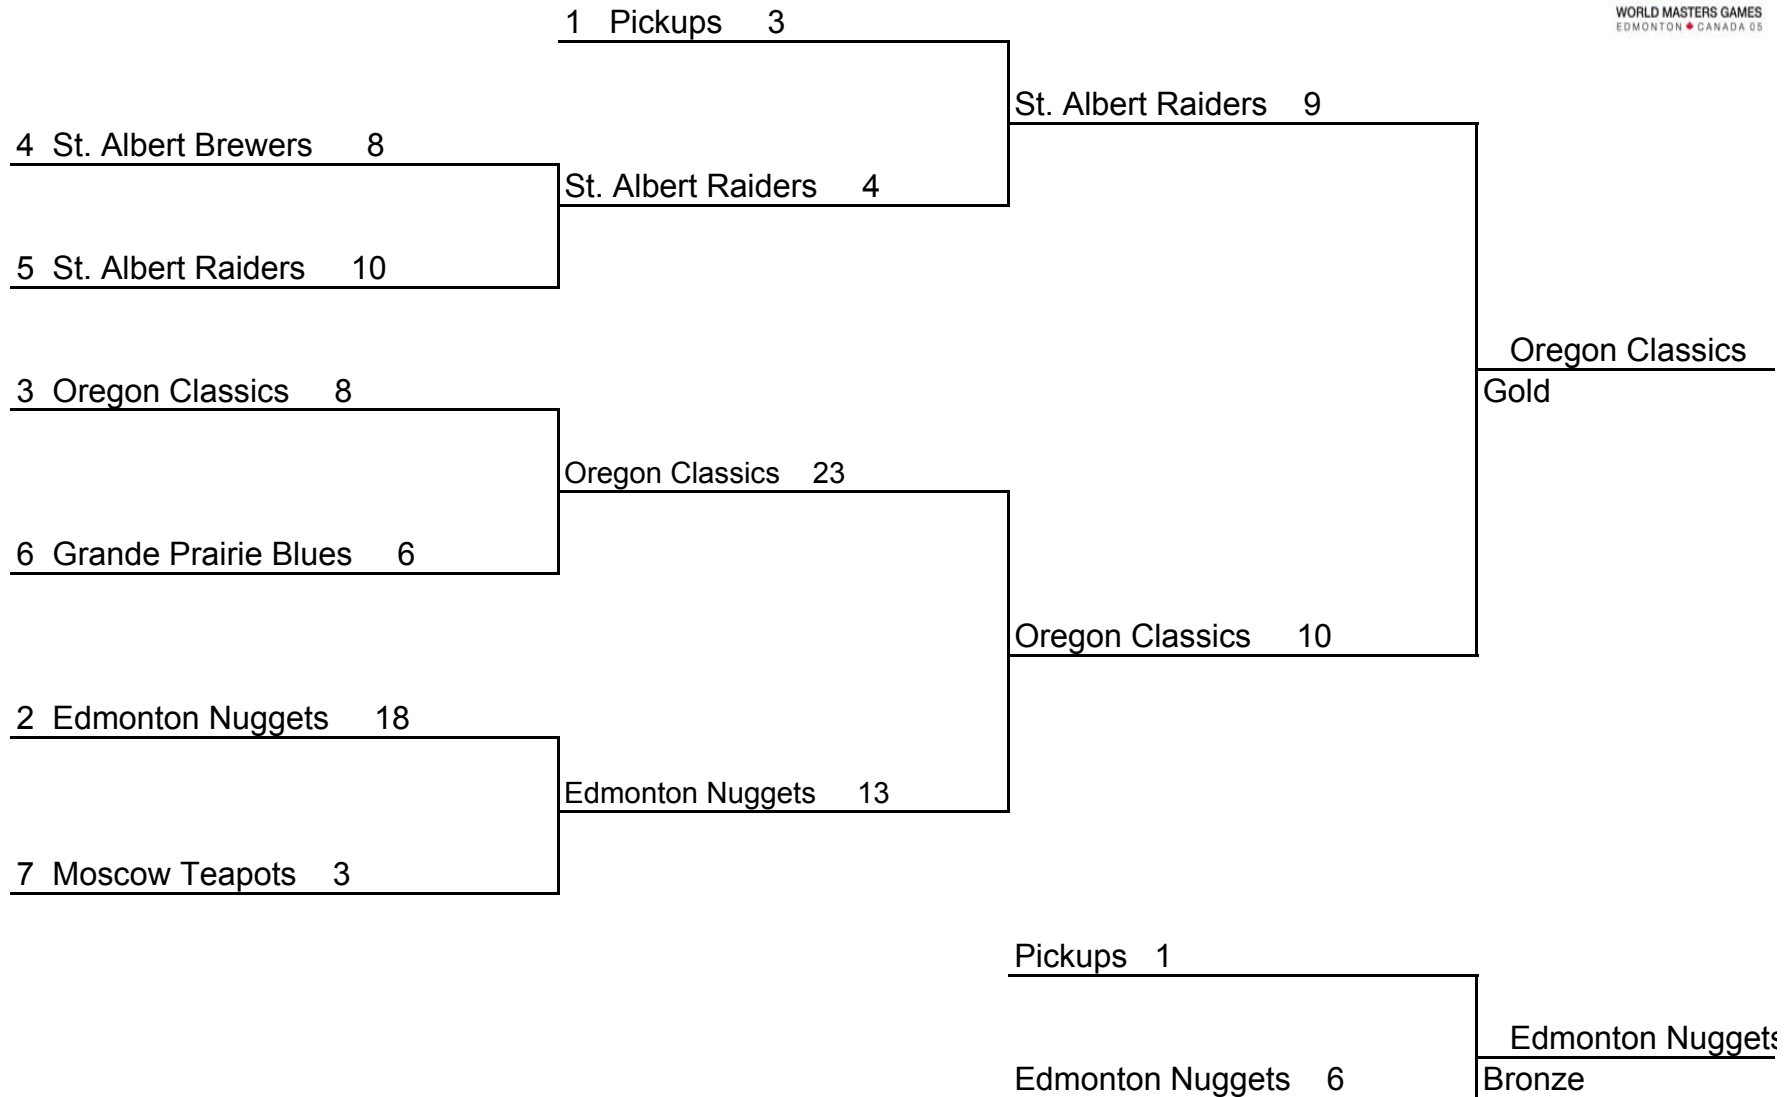 WORLD MASTERS GAMES
EDMONTON CANADA 05
1 Pickups 3
St. Albert Raiders 9
4 St. Albert Brewers 8
St. Albert Raiders 4
5 St. Albert Raiders 10
Oregon Classics
3 Oregon Classics 8
Gold
Oregon Classics 23
6 Grande Prairie Blues 6
Oregon Classics 10
2 Edmonton Nuggets 18
Edmonton Nuggets 13
7 Moscow Teapots 3
Pickups 1
Edmonton Nuggets
Edmonton Nuggets 6
Bronze